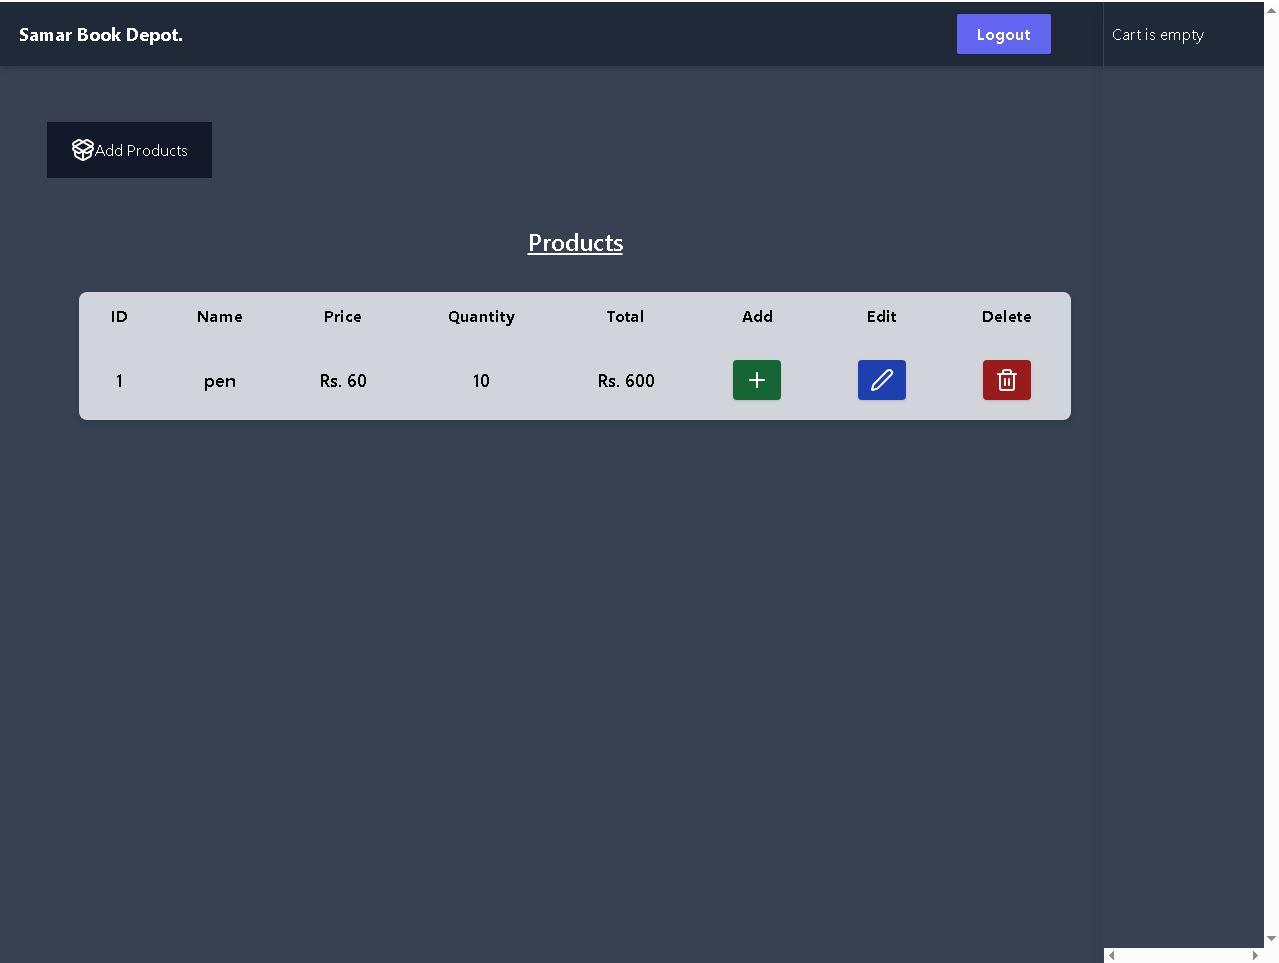 Samar Book Depot. Logout Cart is empty
Add Products
Products
ID Name Price Quantity Total Add Edit Delete
1 pen Rs. 60 10 Rs. 600